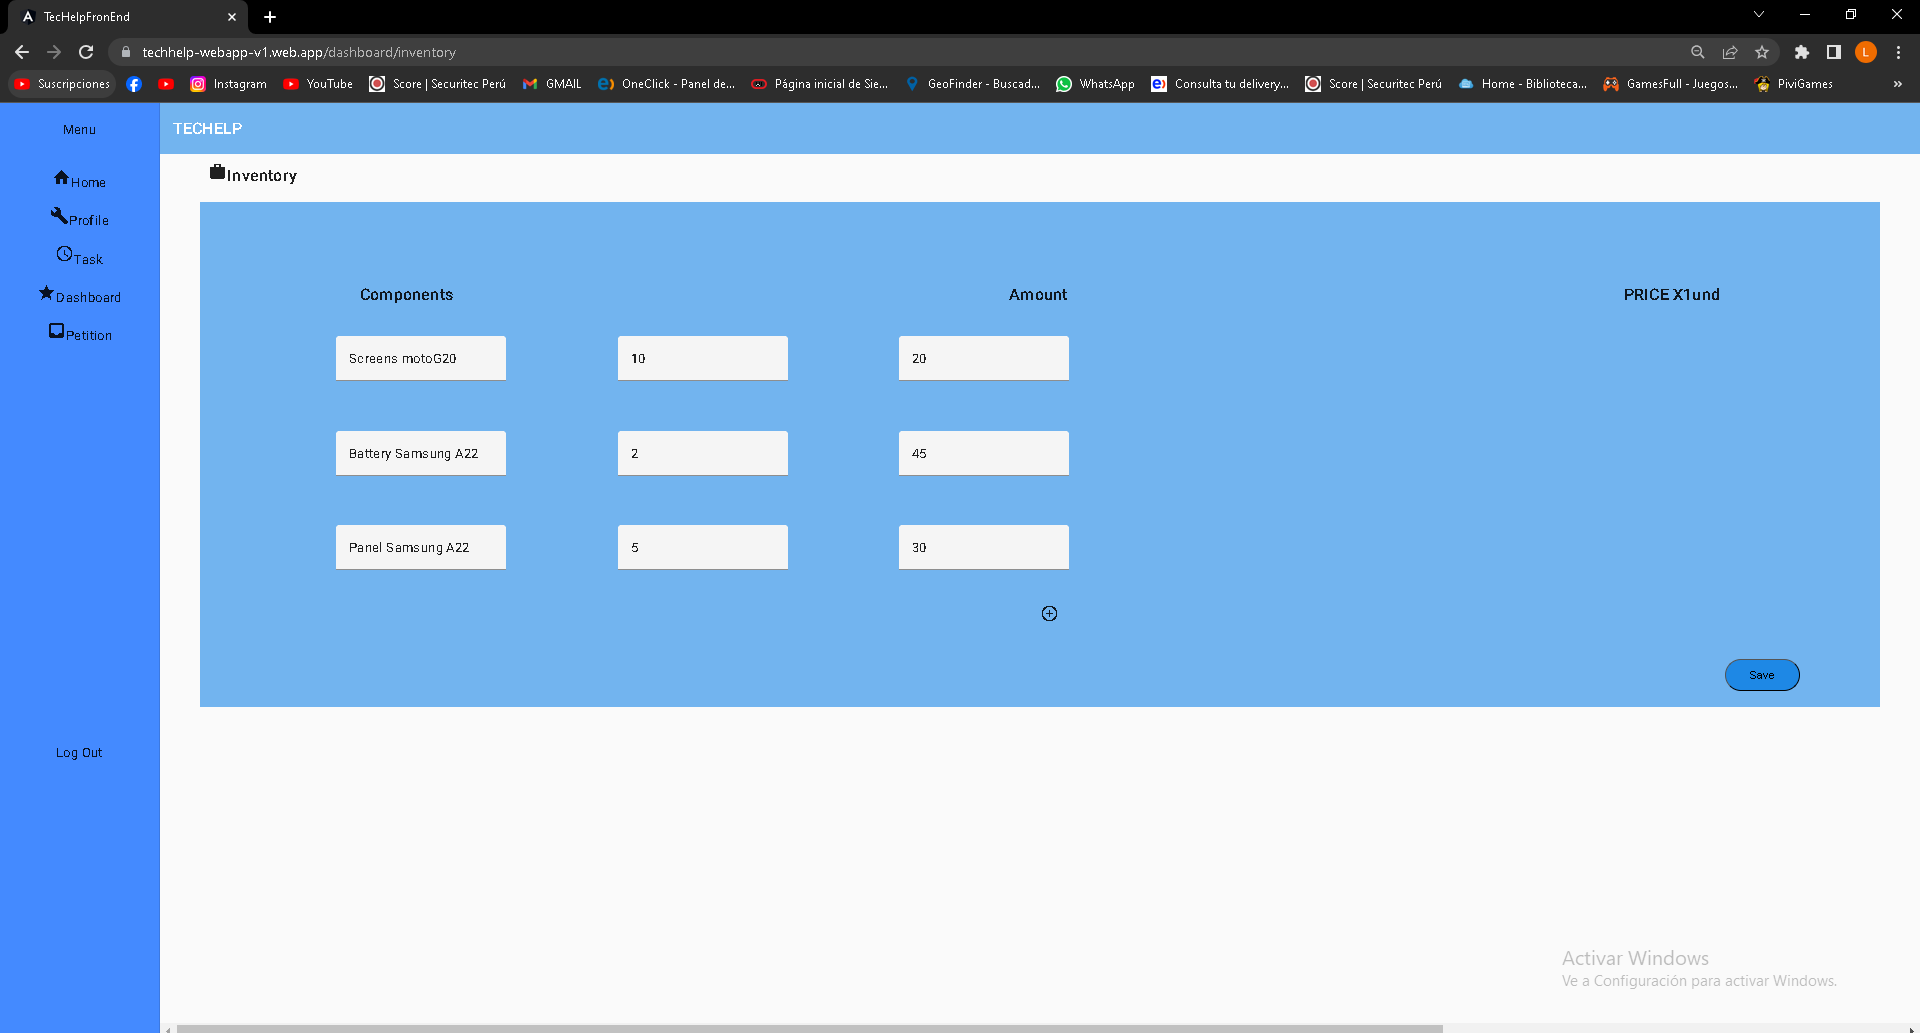 TecHelpFronEnd
techhelp-webapp-v1.web.app/dashboard/inventory
L
Suscripciones Instagram YouTube Score | Securitec Perú GMAIL OneClick - Panel de... Página inicial de Sie... GeoFinder - Buscad... WhatsApp Consulta tu delivery... Score | Securitec Perú Home - Biblioteca... GamesFull - Juegos... PiviGames »
Menu
TECHELP
Inventory
Home
Profile
Task
Dashboard
Petition
Log Out
Components Amount PRICE X1und
Screens motoG20 10 20
Battery Samsung A22 2 45
Panel Samsung A22 5 30
Save
Activar Windows
Ve a Configuración para activar Windows.